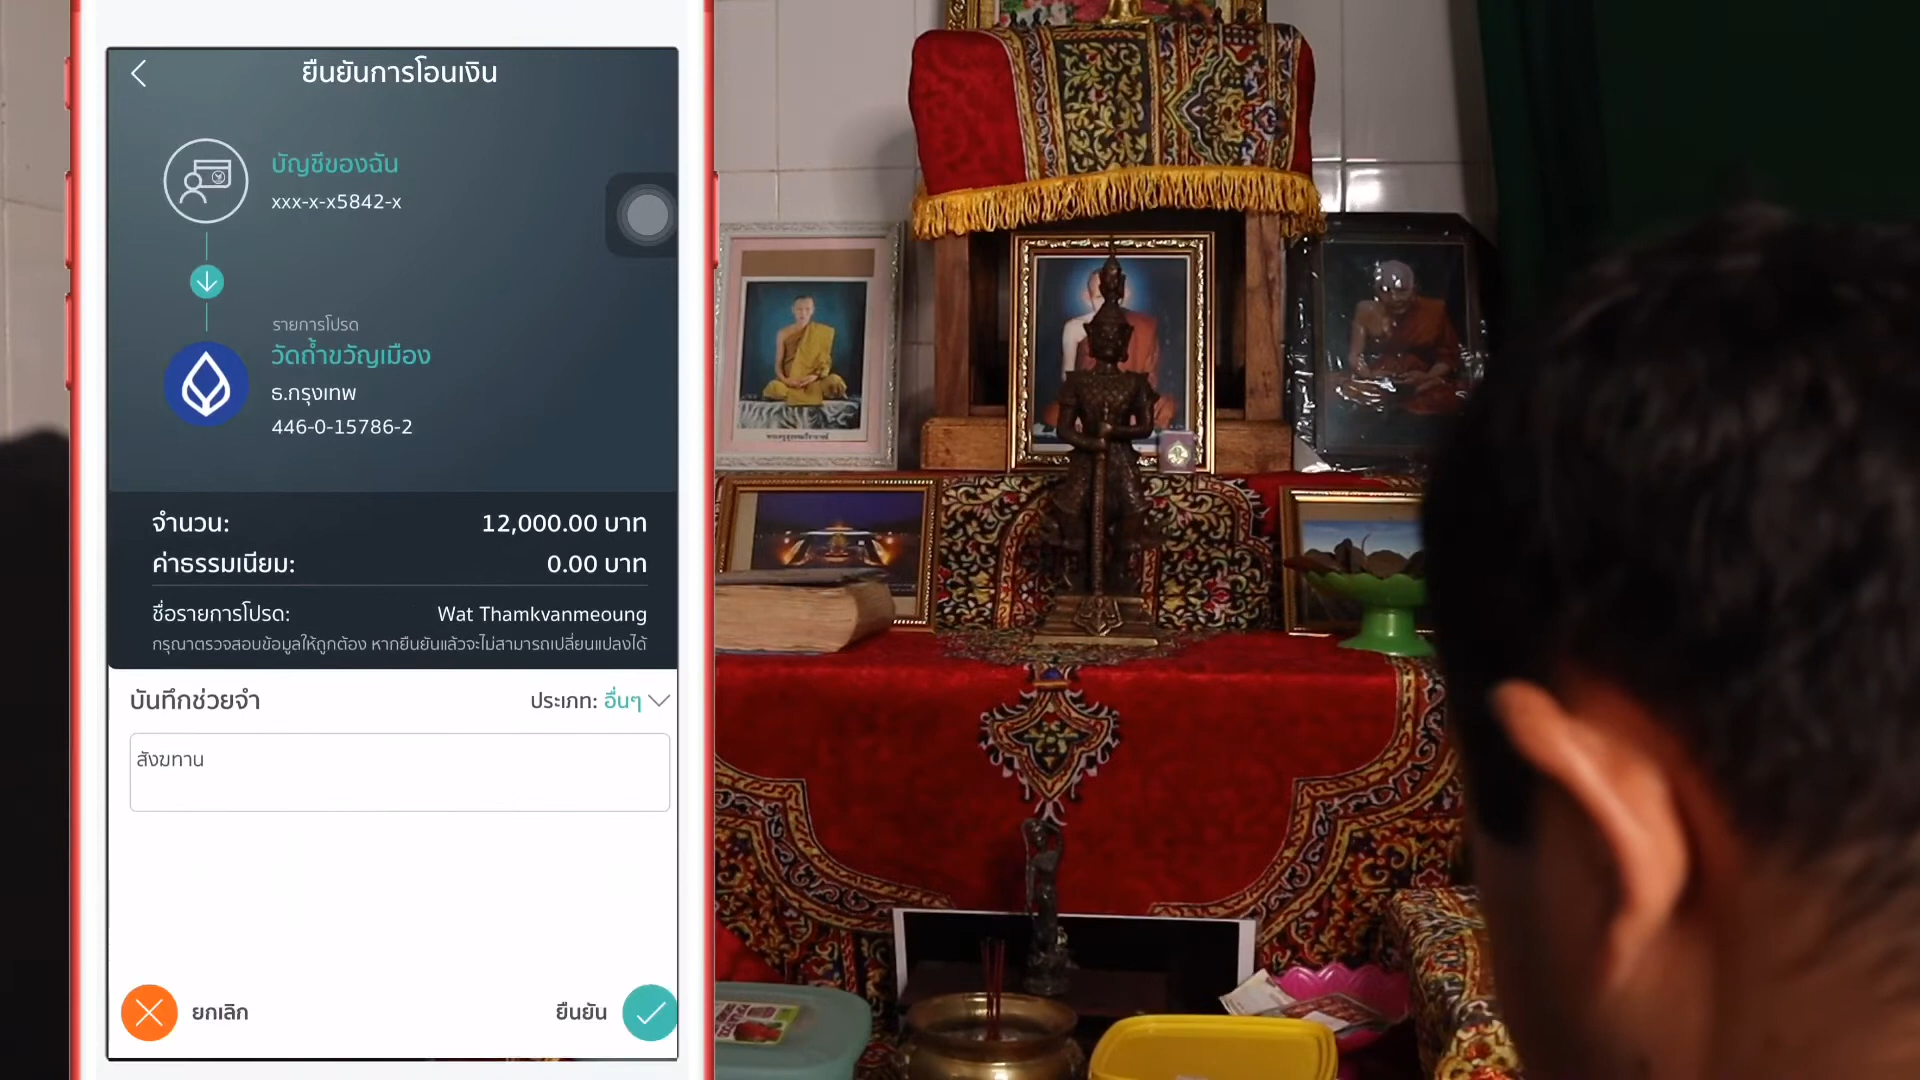 ยืนยันการโอนเงิน
บัญชีของฉัน
xxx-x-x5842-x
รายการโปรด
วัดถ้ำขวัญเมือง
ธ.กรุงเทพ
446-0-15786-2
จำนวน: 12,000.00 บาท
ค่าธรรมเนียม: 0.00 บาท
ชื่อรายการโปรด: Wat Thamkvanmeoung
กรุณาตรวจสอบข้อมูลให้ถูกต้อง หากยืนยันแล้วจะไม่สามารถเปลี่ยนแปลงได้
บันทึกช่วยจำ ประเภท: อื่นๆ
สังฆทาน
ยกเลิก ยืนยัน